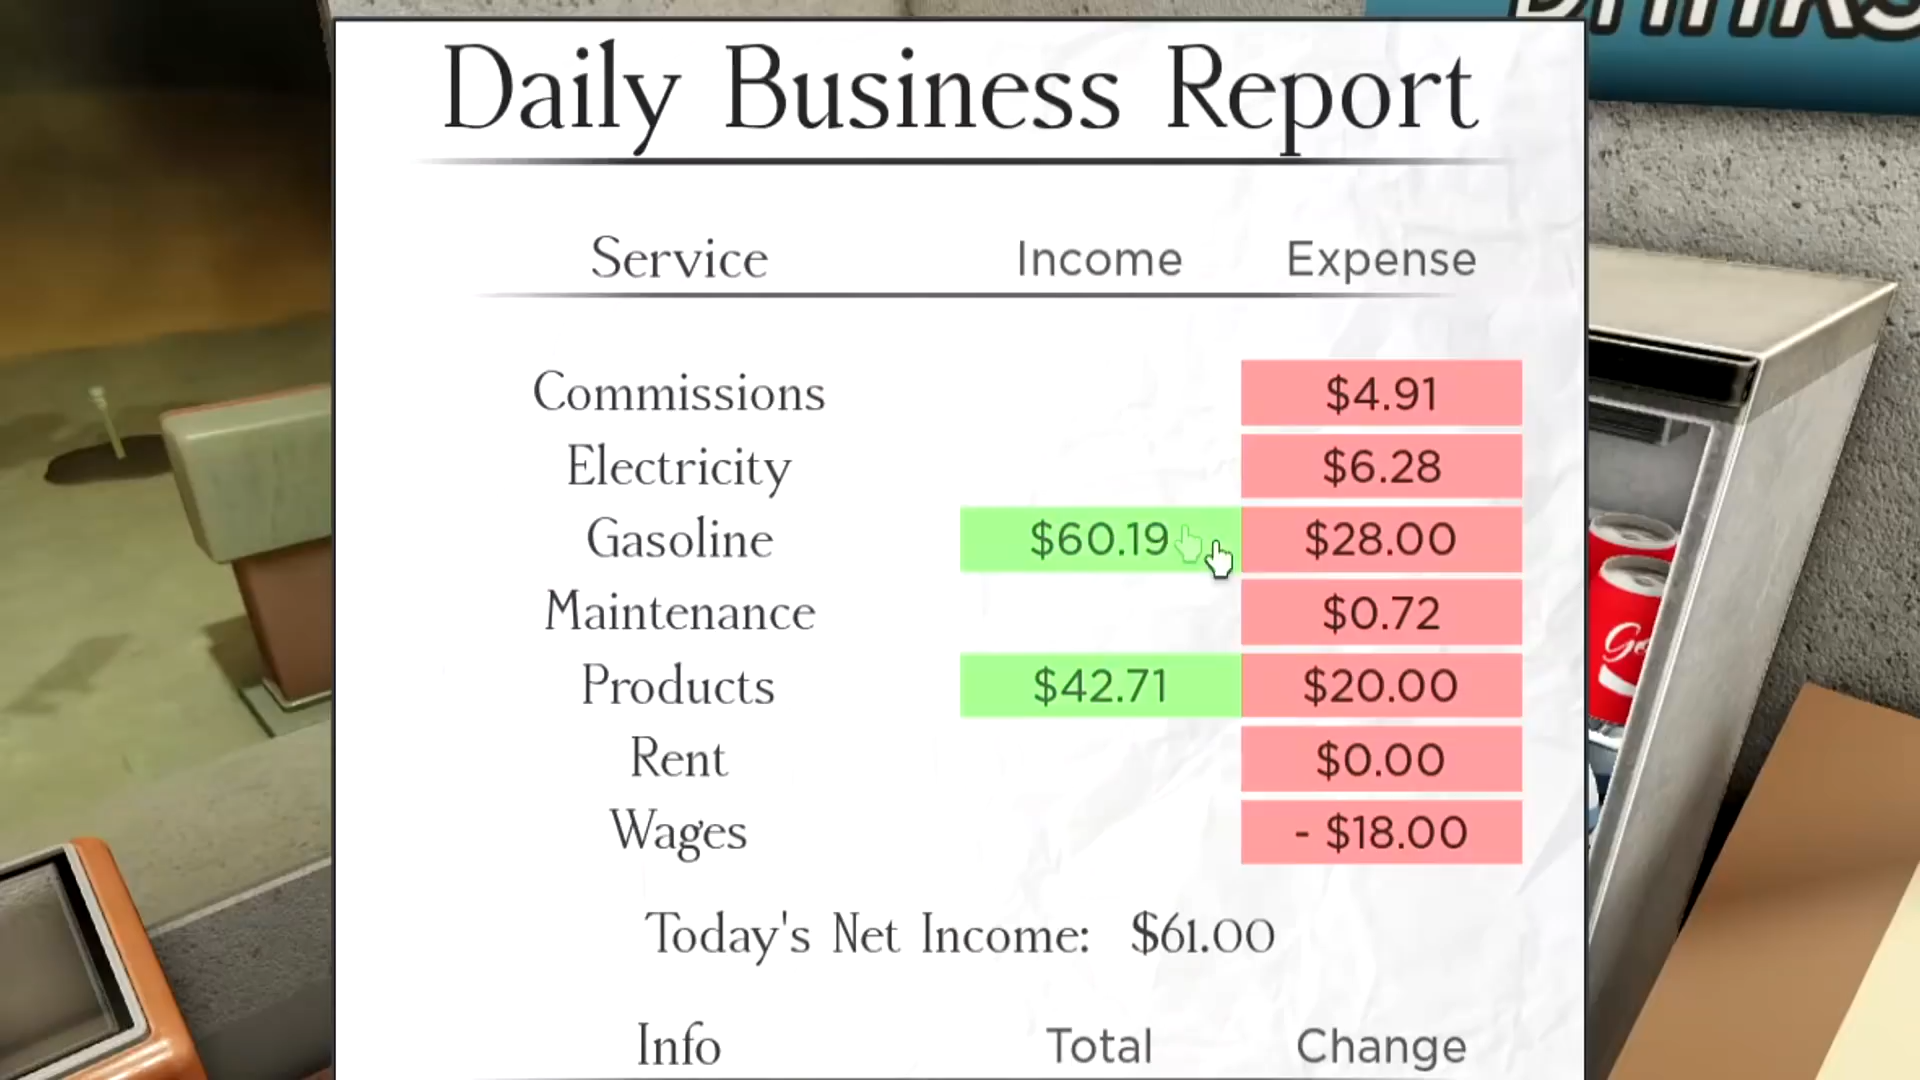 Daily Business Report
Service Income Expense
Commissions $4.91
Electricity $6.28
Gasoline $60.19 $28.00
Maintenance $0.72
Products $42.71 $20.00
Rent $0.00
Wages - $18.00
Today's Net Income: $61.00
Info Total Change